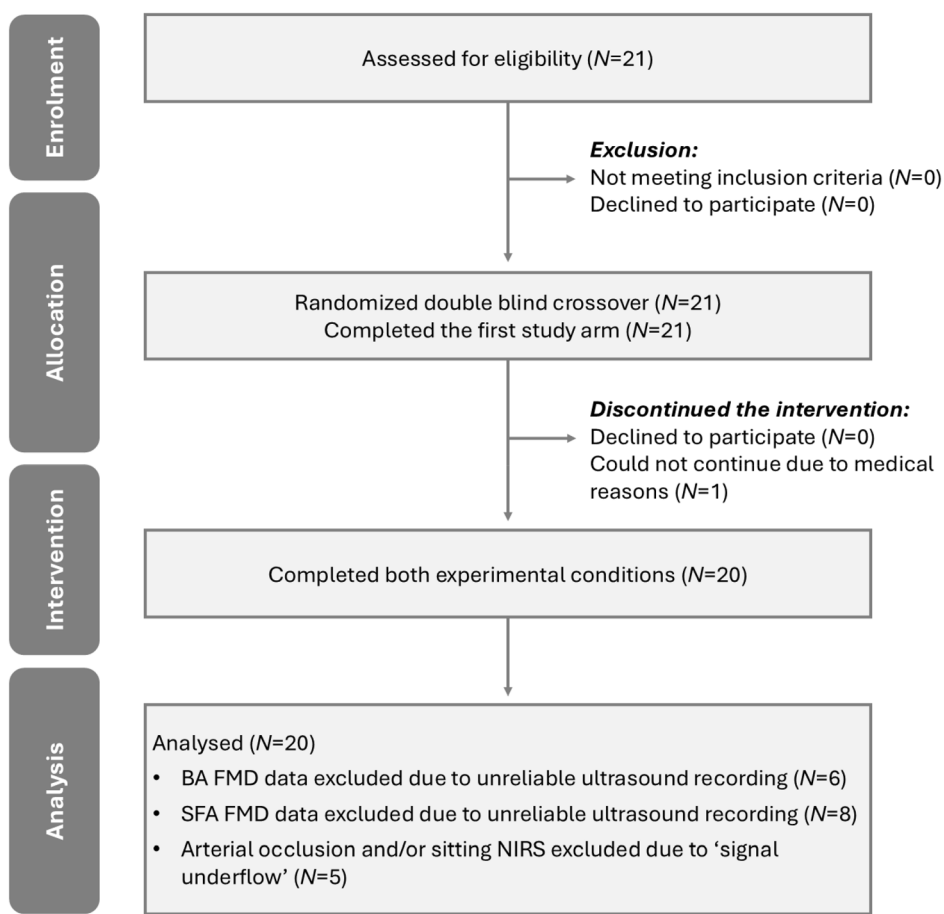 Enrolment
Assessed for eligibility (N=21)
Exclusion:
Not meeting inclusion criteria (N=0)
Declined to participate (N=0)
Allocation
Randomized double blind crossover (N=21)
Completed the first study arm (N=21)
Discontinued the intervention:
Declined to participate (N=0)
Could not continue due to medical
reasons (N=1)
Intervention
Completed both experimental conditions (N=20)
Analysis
Analysed (N=20)
• BA FMD data excluded due to unreliable ultrasound recording (N=6)
• SFA FMD data excluded due to unreliable ultrasound recording (N=8)
• Arterial occlusion and/or sitting NIRS excluded due to ‘signal
underflow’ (N=5)